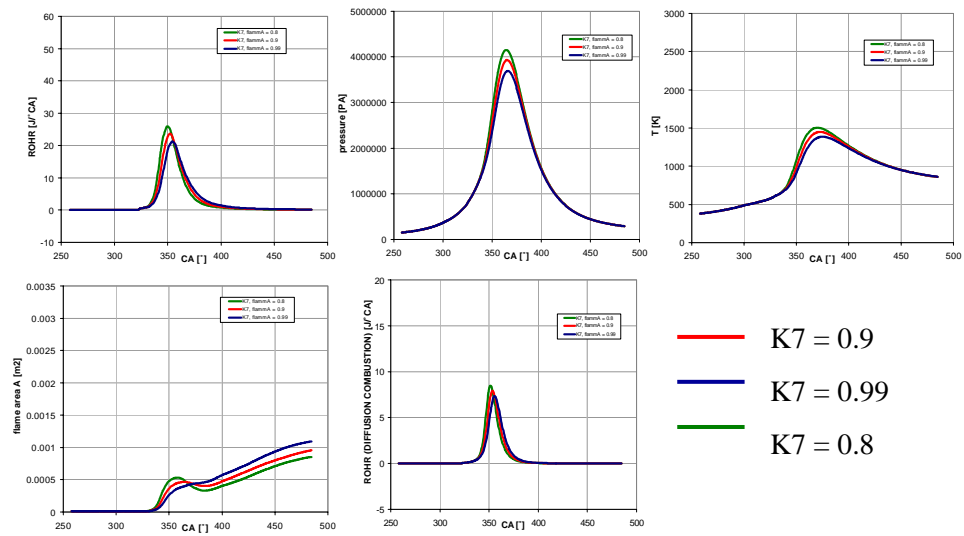 ROHR [J/˚CA]
60
50
40
30
20
10
0
-10
250
300
350
400
450
500
CA [˚]
K7, flammA = 0.8
K7, flammA = 0.9
K7, flammA = 0.99
pressure [PA]
5000000
4000000
3000000
2000000
1000000
0
250
300
350
400
450
500
CA [˚]
K7, flammA = 0.8
K7, flammA = 0.9
K7, flammA = 0.99
T [K]
3000
2500
2000
1500
1000
500
0
250
300
350
400
450
500
CA [˚]
K7, flammA = 0.8
K7, flammA = 0.9
K7, flammA = 0.99
flame area A [m2]
0.0035
0.003
0.0025
0.002
0.0015
0.001
0.0005
0
250
300
350
400
450
500
CA [˚]
K7, flammA = 0.8
K7, flammA = 0.9
K7, flammA = 0.99
ROHR (DIFFUSION COMBUSTION) [J/˚CA]
20
15
10
5
0
-5
250
300
350
400
450
500
CA [˚]
K7, flammA = 0.8
K7, flammA = 0.9
K7, flammA = 0.99
K7 = 0.9
K7 = 0.99
K7 = 0.8